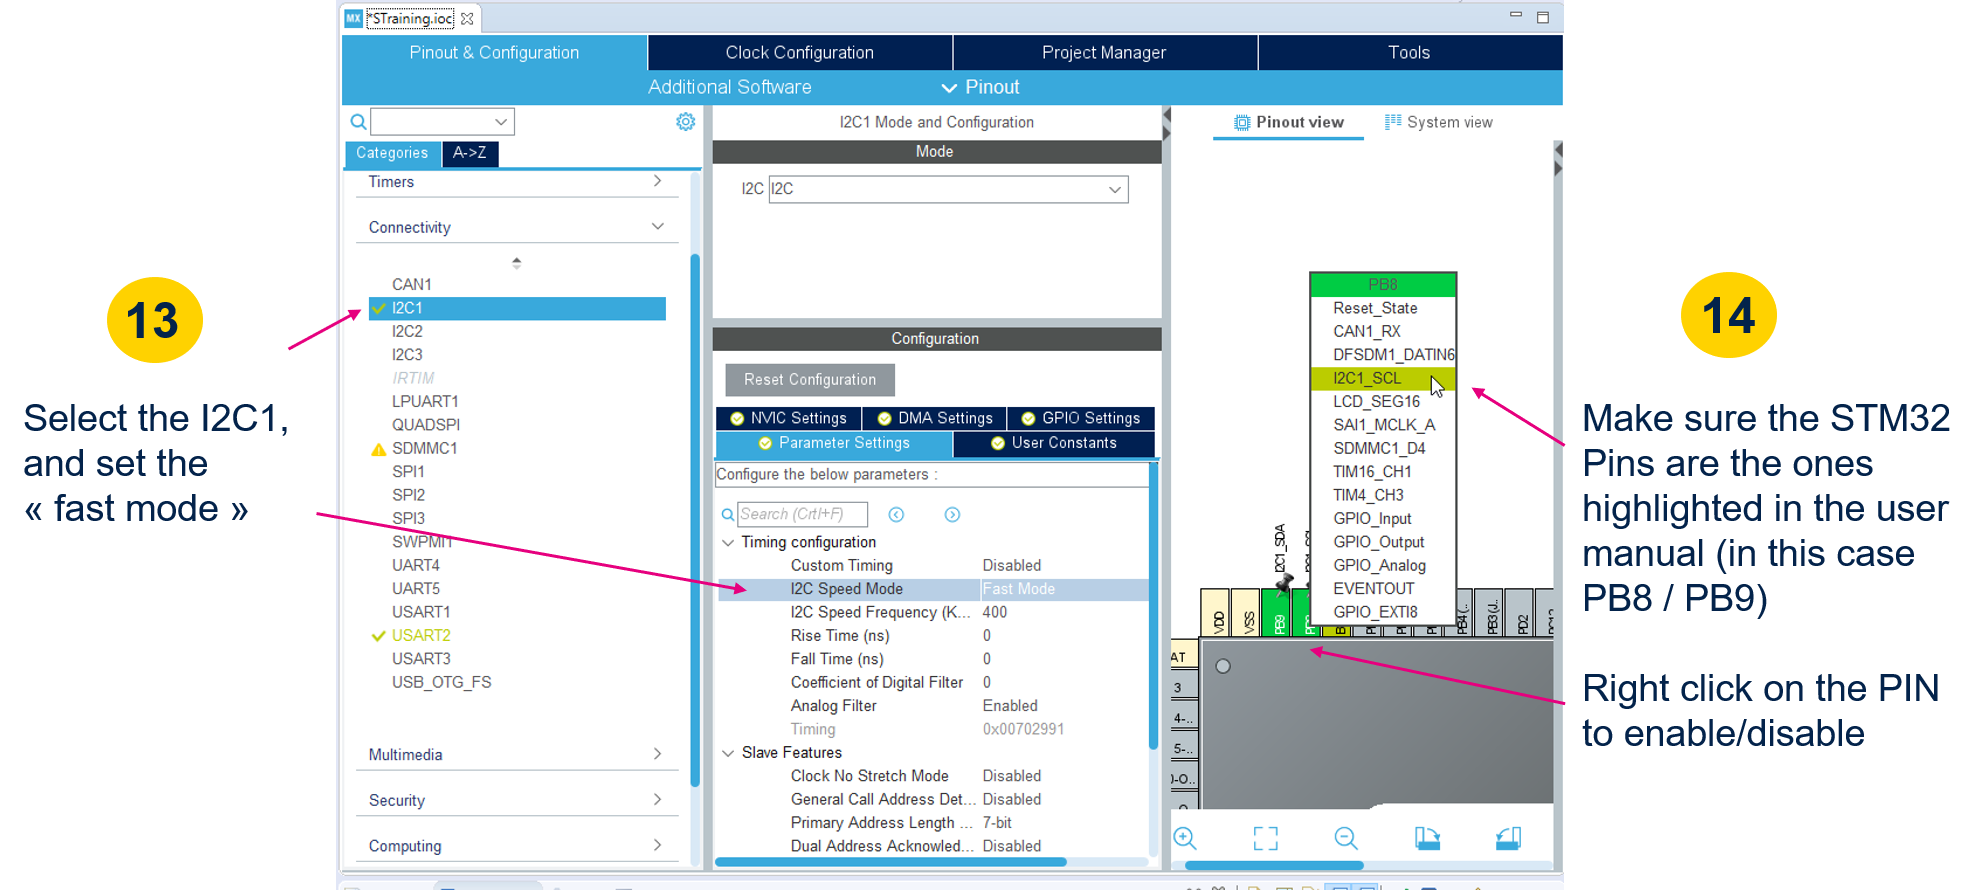 MX *STraining.ioc
Pinout & Configuration
Clock Configuration
Project Manager
Tools
Additional Software
Pinout
Categories
A->Z
Timers
Connectivity
CAN1
I2C1
I2C2
I2C3
IRTIM
LPUART1
QUADSPI
SDMMC1
SPI1
SPI2
SPI3
SWPMI1
UART4
UART5
USART1
USART2
USART3
USB_OTG_FS
Multimedia
Security
Computing
I2C1 Mode and Configuration
Mode
I2C I2C
Configuration
Reset Configuration
NVIC Settings
DMA Settings
GPIO Settings
Parameter Settings
User Constants
Configure the below parameters :
Search (Crtl+F)
Timing configuration
Custom Timing Disabled
I2C Speed Mode Fast Mode
I2C Speed Frequency (K... 400
Rise Time (ns) 0
Fall Time (ns) 0
Coefficient of Digital Filter 0
Analog Filter Enabled
Timing 0x00702991
Slave Features
Clock No Stretch Mode Disabled
General Call Address Det... Disabled
Primary Address Length ... 7-bit
Dual Address Acknowled... Disabled
Pinout view
System view
PB8
Reset_State
CAN1_RX
DFSDM1_DATIN6
I2C1_SCL
LCD_SEG16
SAI1_MCLK_A
SDMMC1_D4
TIM16_CH1
TIM4_CH3
GPIO_Input
GPIO_Output
GPIO_Analog
EVENTOUT
GPIO_EXTI8
I2C1_SDA
VDD
VSS
PB9
PB4(..
PB3(J..
PD2
AT
3
4-..
5-..
13
Select the I2C1,
and set the
« fast mode »
14
Make sure the STM32
Pins are the ones
highlighted in the user
manual (in this case
PB8 / PB9)
Right click on the PIN
to enable/disable